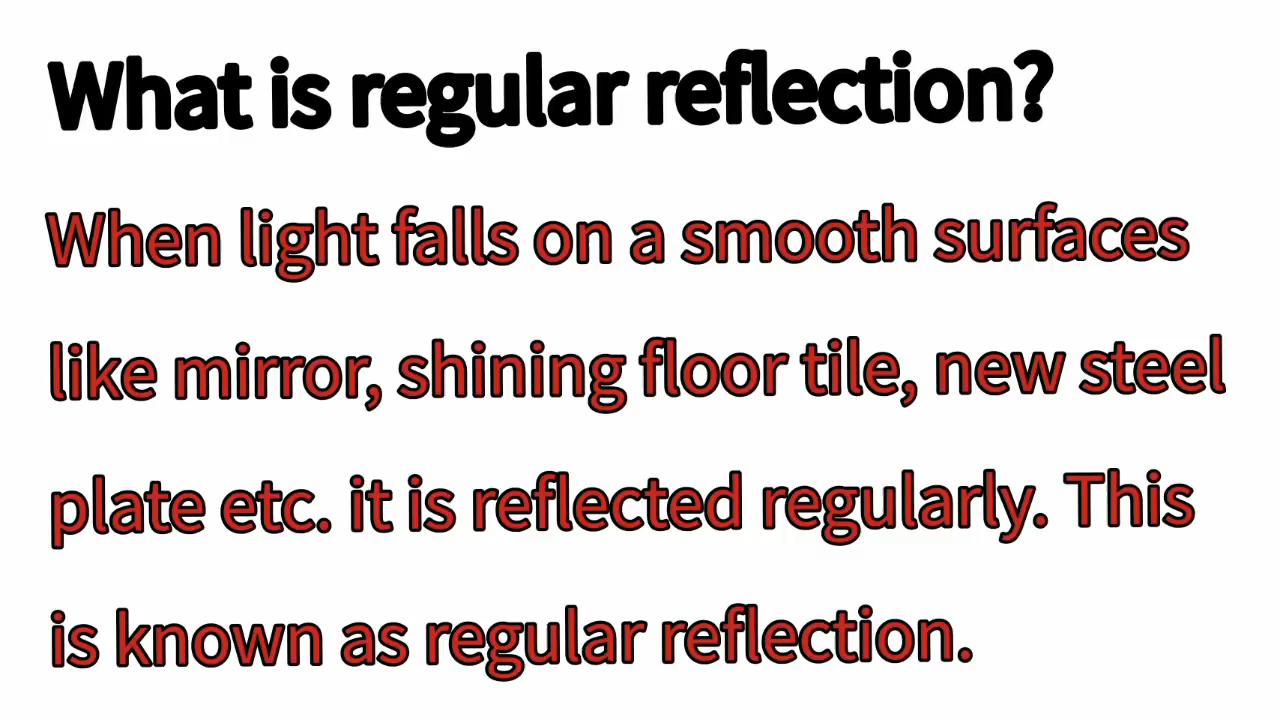 What is regular reflection?
When light falls on a smooth surfaces
like mirror, shining floor tile, new steel
plate etc. it is reflected regularly. This
is known as regular reflection.